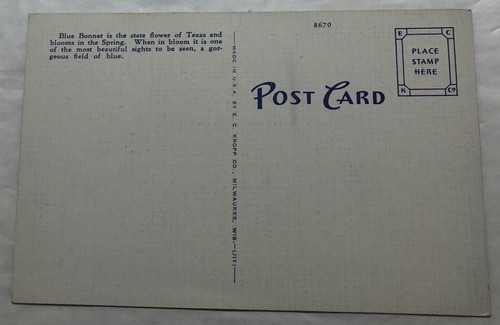 Blue Bonnet is the state flower of Texas and
blooms in the Spring. When in bloom it is one
of the most beautiful sights to be seen, a gor-
geous field of blue.
MADE IN U.S.A. BY E. C. KROPP CO., MILWAUKEE, WIS.—(JIV)
8670
POST CARD
E C
PLACE
STAMP
HERE
K Co